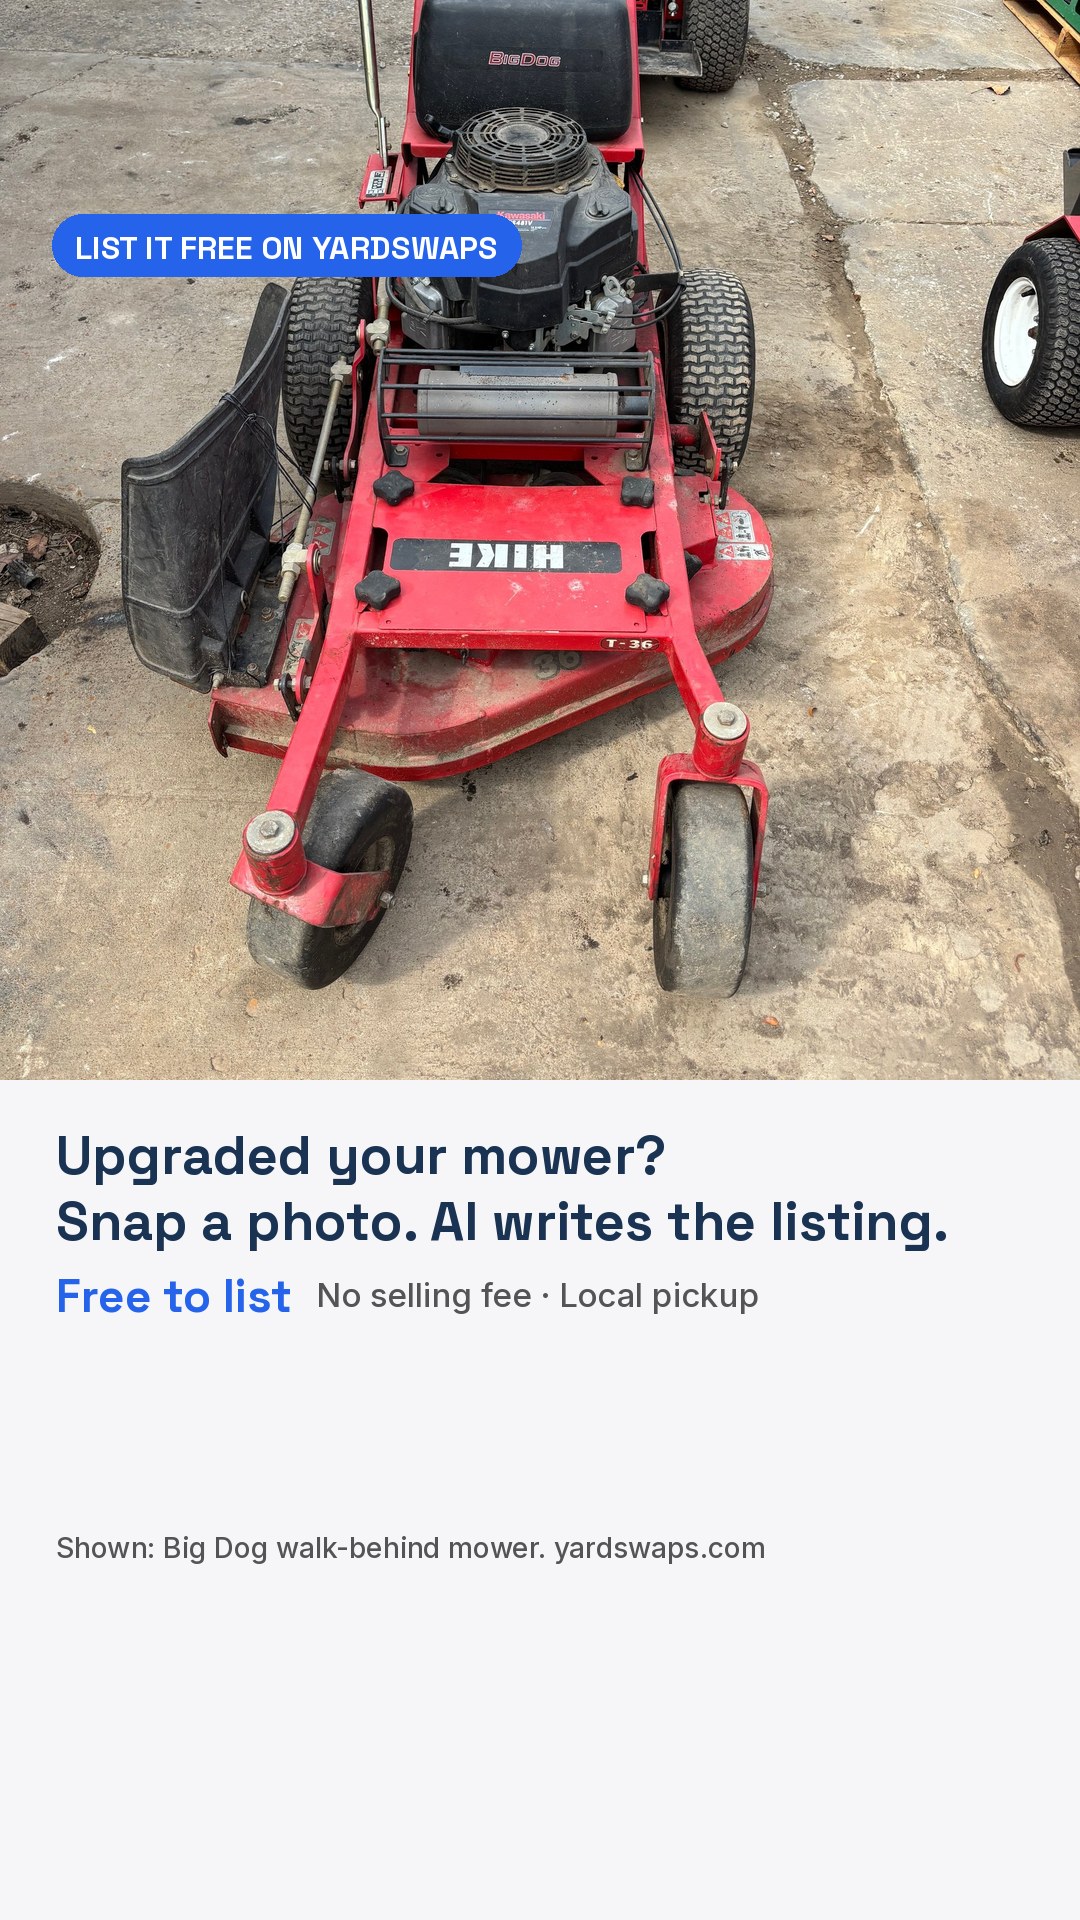 BigDog
Kawasaki
LIST IT FREE ON YARDSWAPS
HIKE
T-36
36
Upgraded your mower?
Snap a photo. AI writes the listing.
Free to list No selling fee · Local pickup
Shown: Big Dog walk-behind mower. yardswaps.com